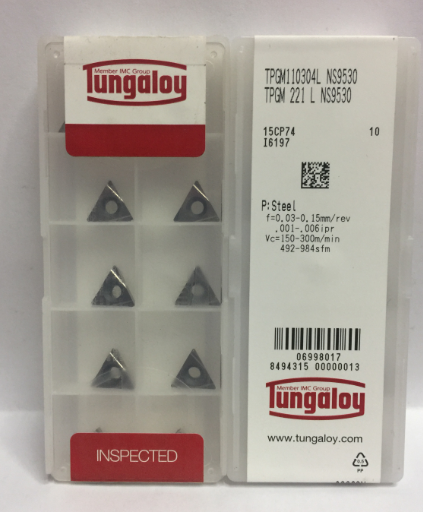 Member IMC Group
Tungaloy
INSPECTED
TPGM110304L NS9530
TPGM 221 L NS9530
15CP74 10
I6197
P:Steel
f=0.03-0.15mm/rev
.001-.006ipr
Vc=150-300m/min
492-984sfm
06998017
8494315 00000013
Member IMC Group
Tungaloy
www.tungaloy.com
PP